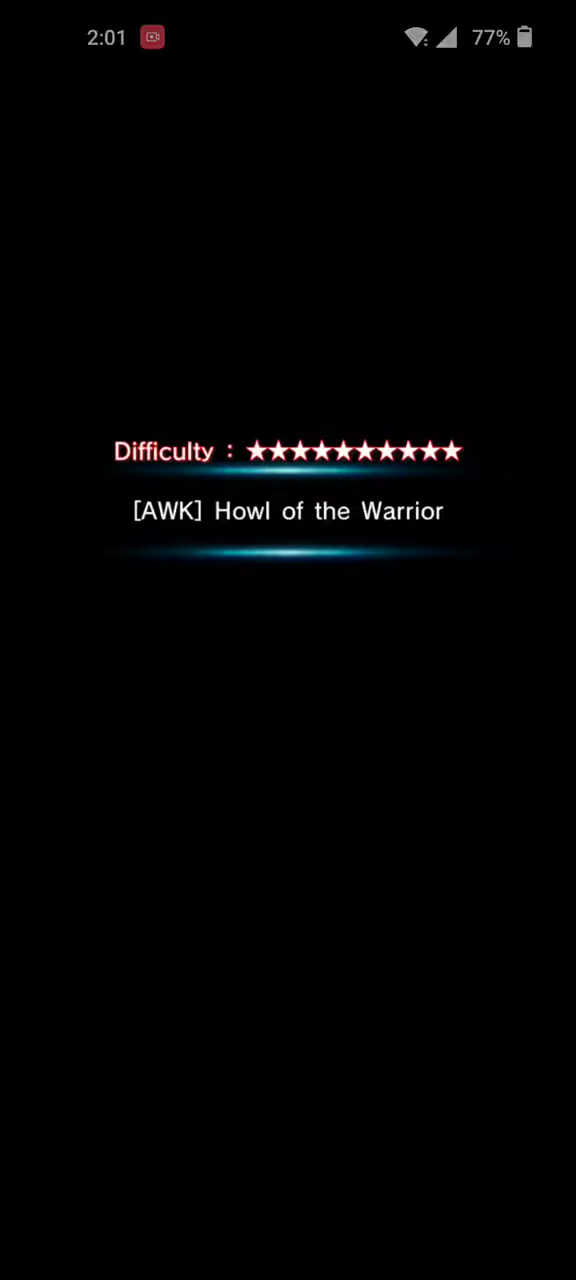 2:01 77%
Difficulty : ★★★★★★★★★★
[AWK] Howl of the Warrior